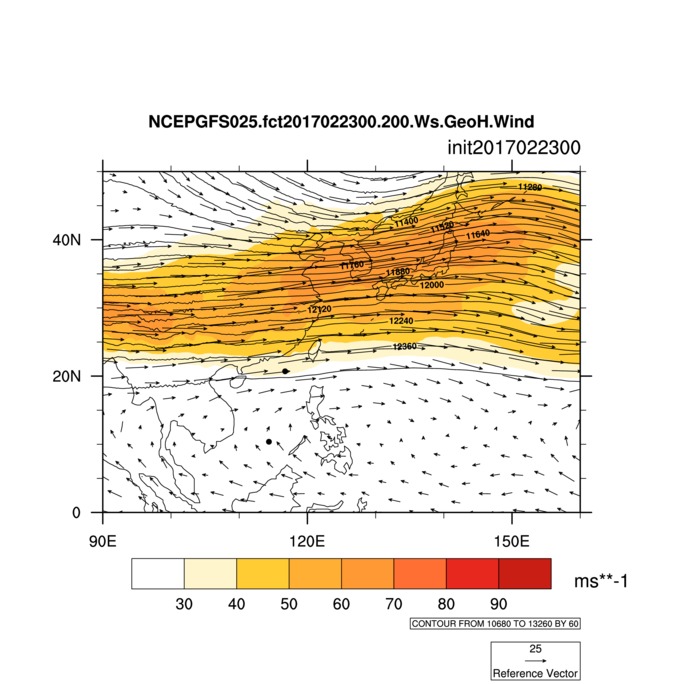 NCEPGFS025.fct2017022300.200.Ws.GeoH.Wind
init2017022300
11280
11400
11520
11640
40N
11760
11880
12000
12120
12240
12360
20N
0
90E 120E 150E
30 40 50 60 70 80 90 ms**-1
CONTOUR FROM 10680 TO 13260 BY 60
25
Reference Vector